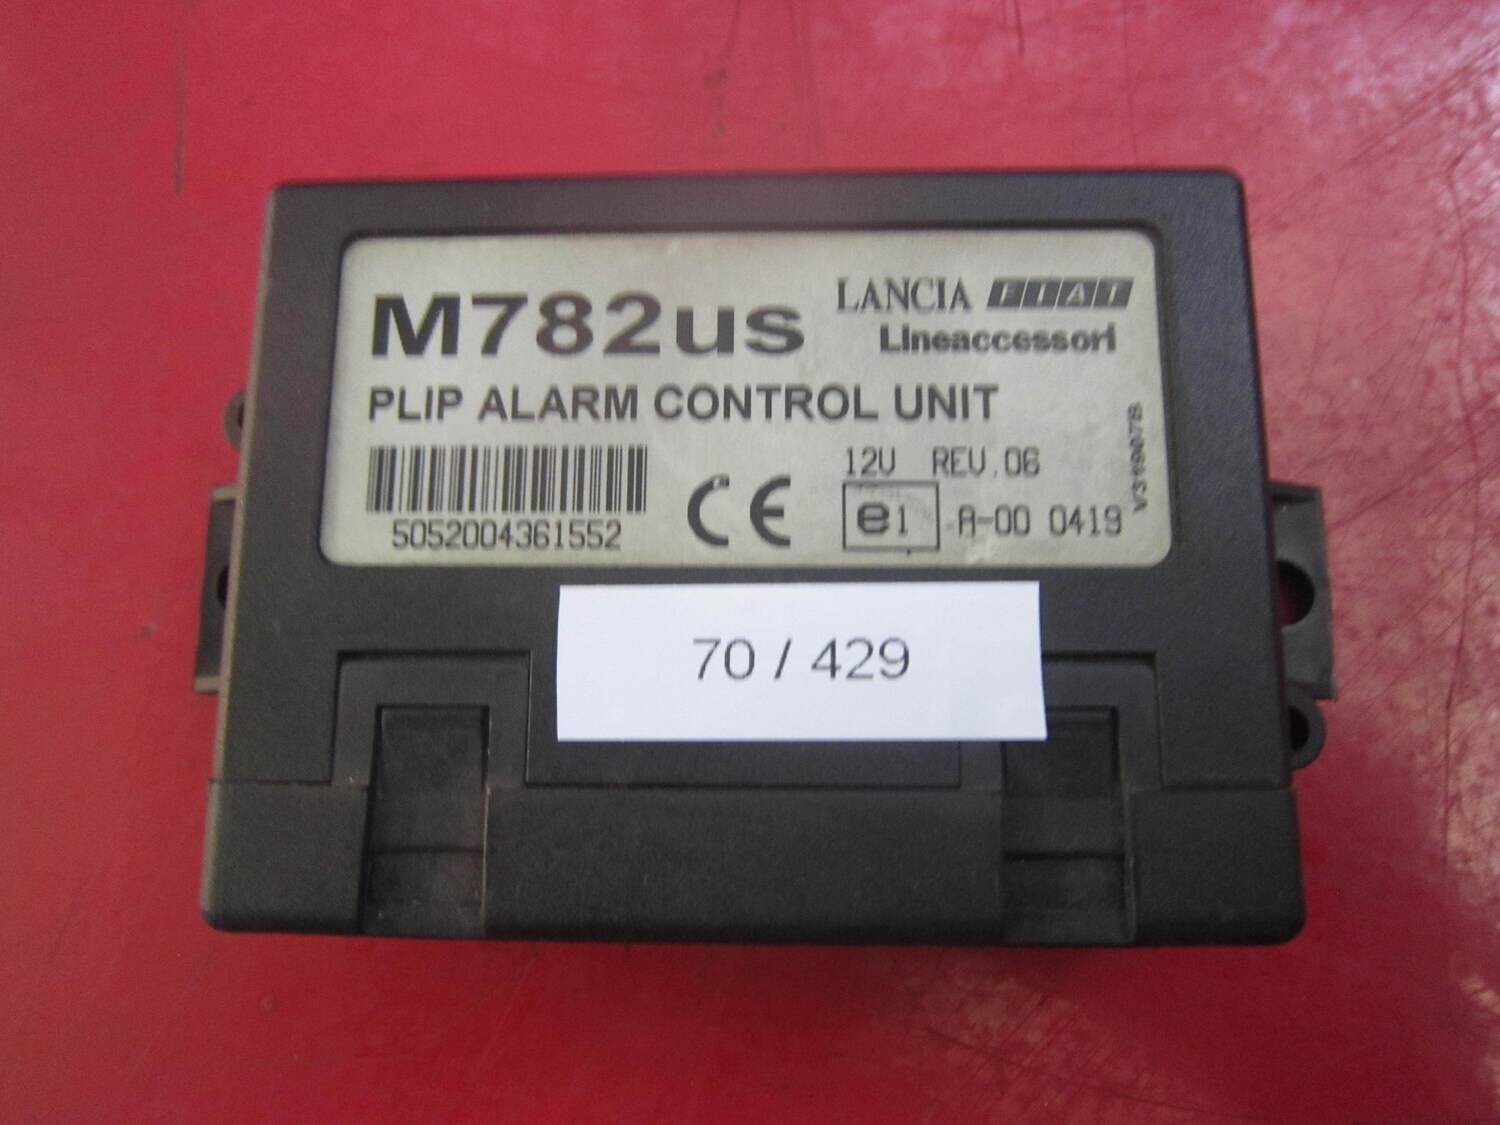 M782us
LANCIA FIAT
Lineaccessori
PLIP ALARM CONTROL UNIT
5052004361552
CE
12V REV.06
e1 A-00 0419
70 / 429